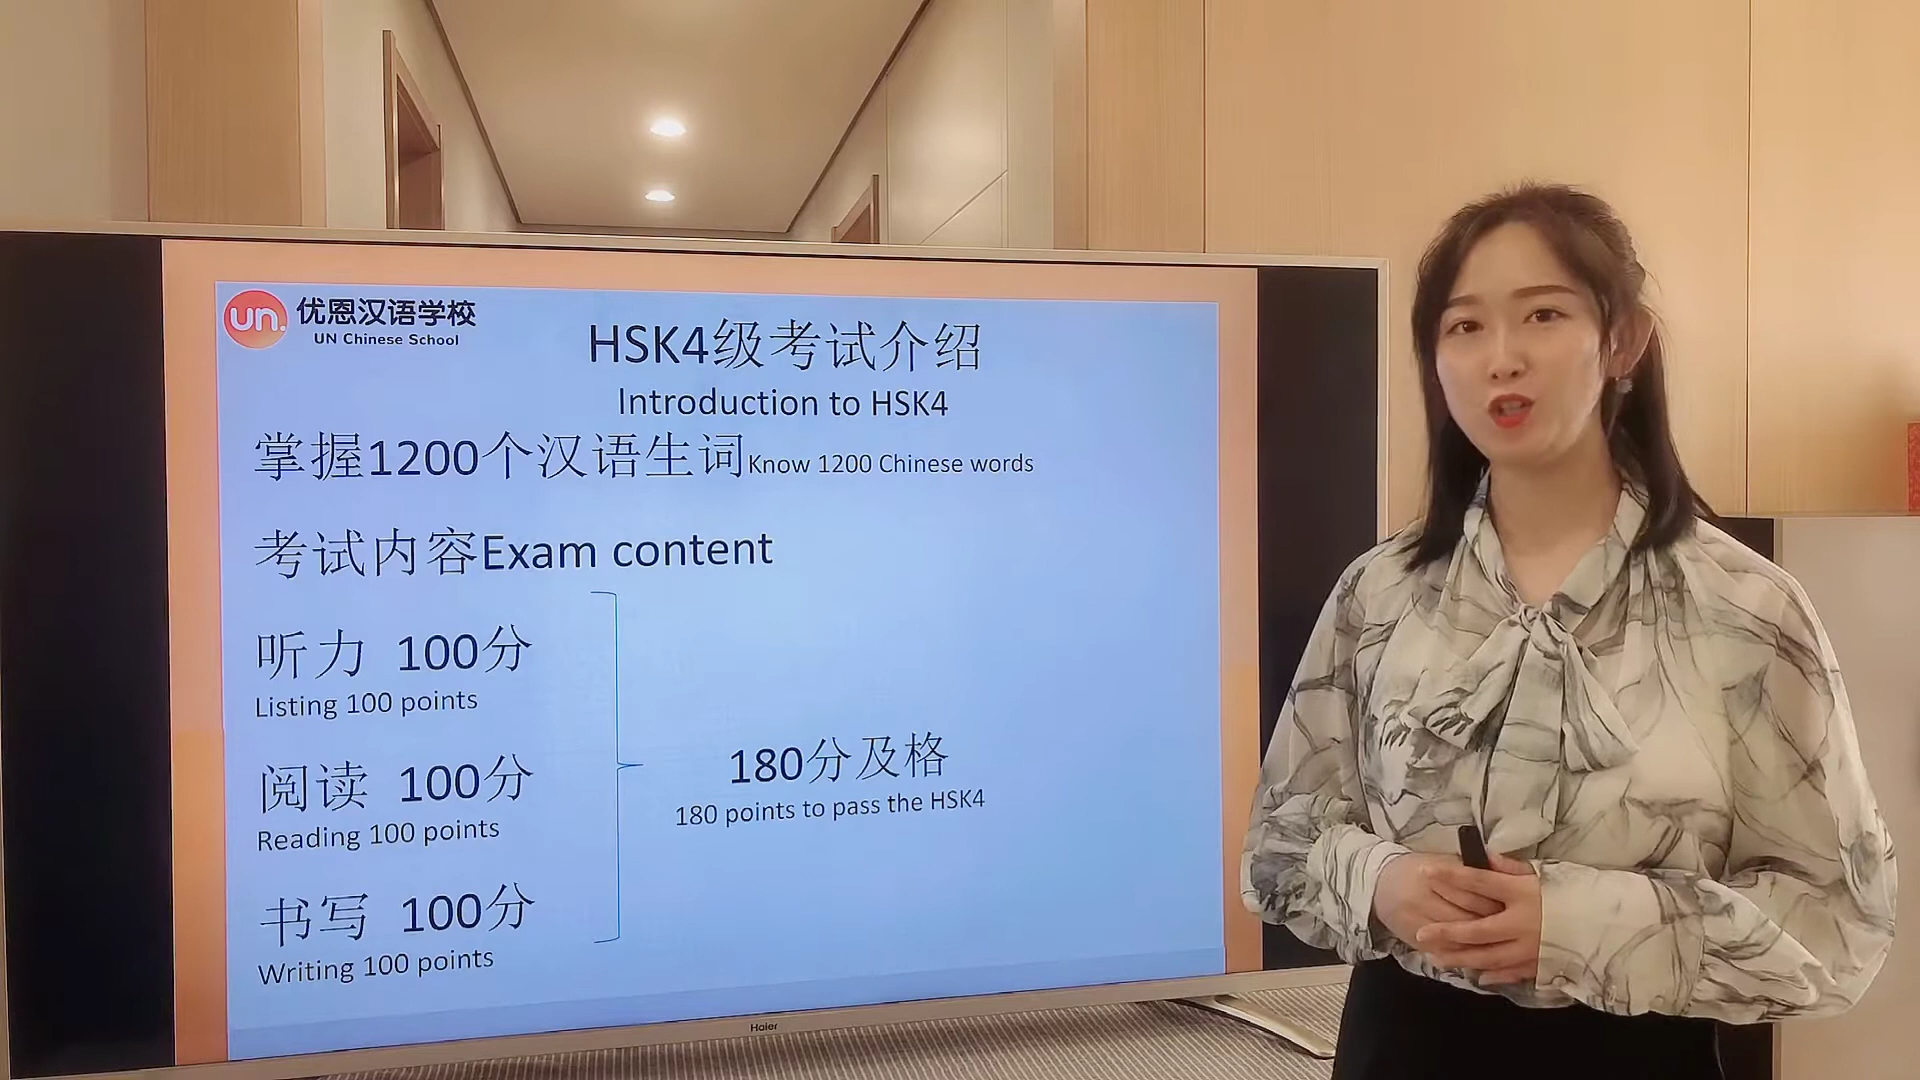 un.
优恩汉语学校
UN Chinese School
HSK4级考试介绍
Introduction to HSK4
掌握1200个汉语生词Know 1200 Chinese words
考试内容Exam content
听力 100分
Listing 100 points
阅读 100分
Reading 100 points
书写 100分
Writing 100 points
180分及格
180 points to pass the HSK4
Haier